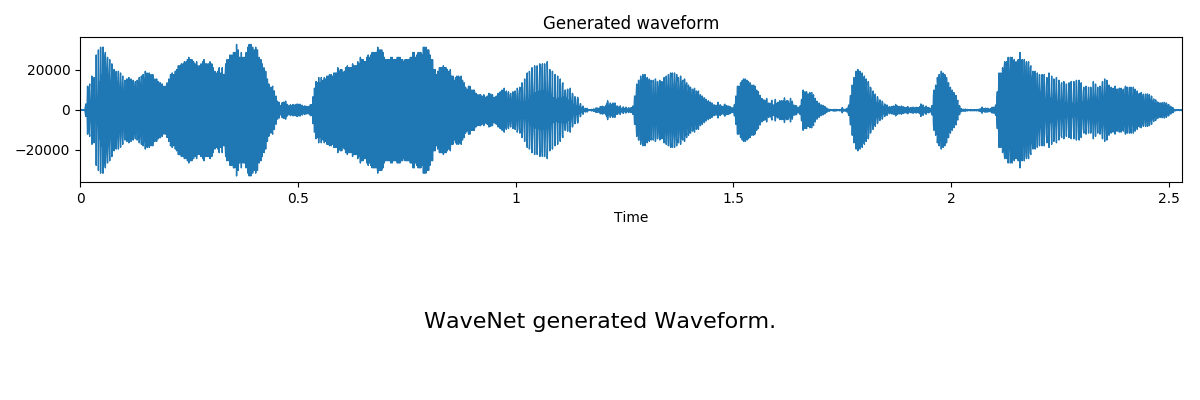 Generated waveform
20000
0
−20000
0 0.5 1 1.5 2 2.5
Time
WaveNet generated Waveform.